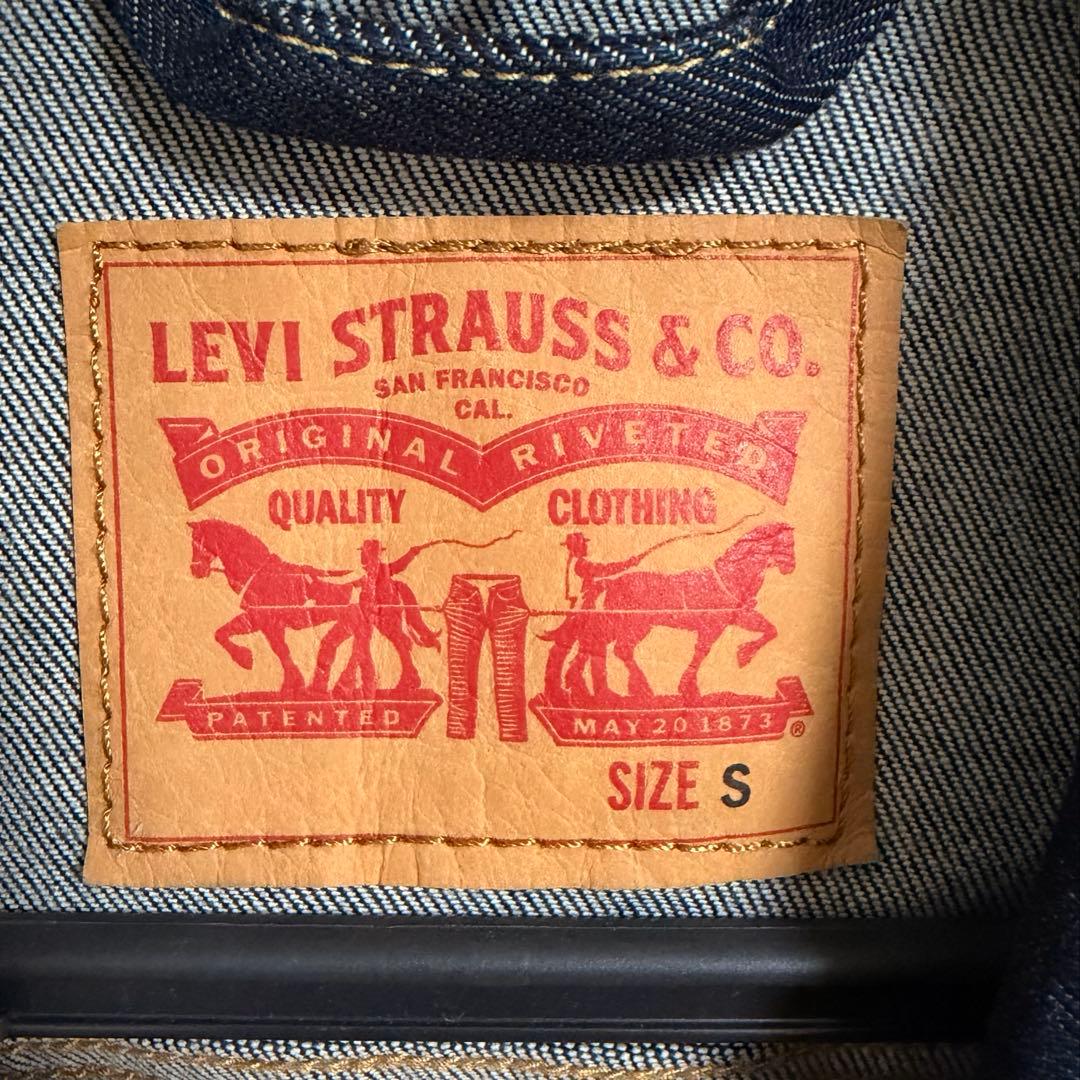 LEVI STRAUSS & CO.
SAN FRANCISCO
CAL.
ORIGINAL RIVETED
QUALITY CLOTHING
PATENTED MAY 20 1873 ®
SIZE S